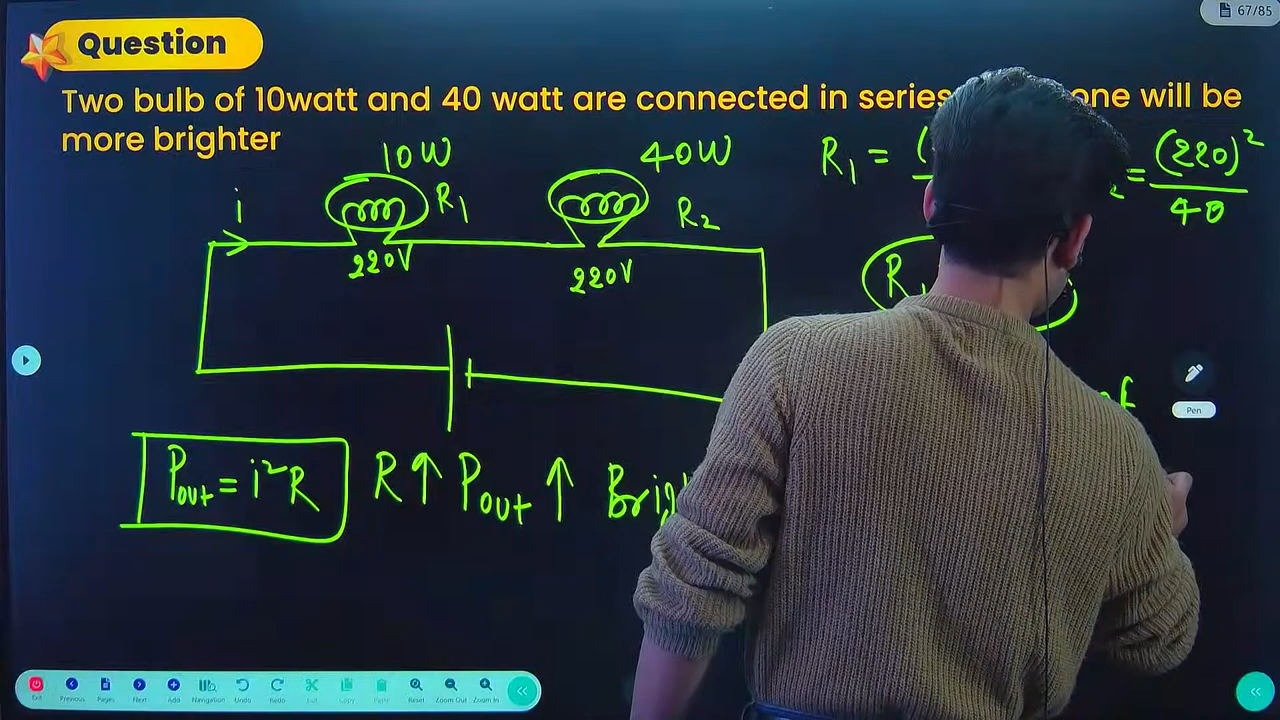 67/85
Question
Two bulb of 10watt and 40 watt are connected in series one will be
more brighter
10W 40W
R₁ = (220)²/40
i R₁ R₂
220V 220V
R
Pen
Pout = i²R R↑ Pout ↑ Brig
Exit Previous Pages Next Add Navigation Undo Redo Cut Copy Paste Reset Zoom Out Zoom In